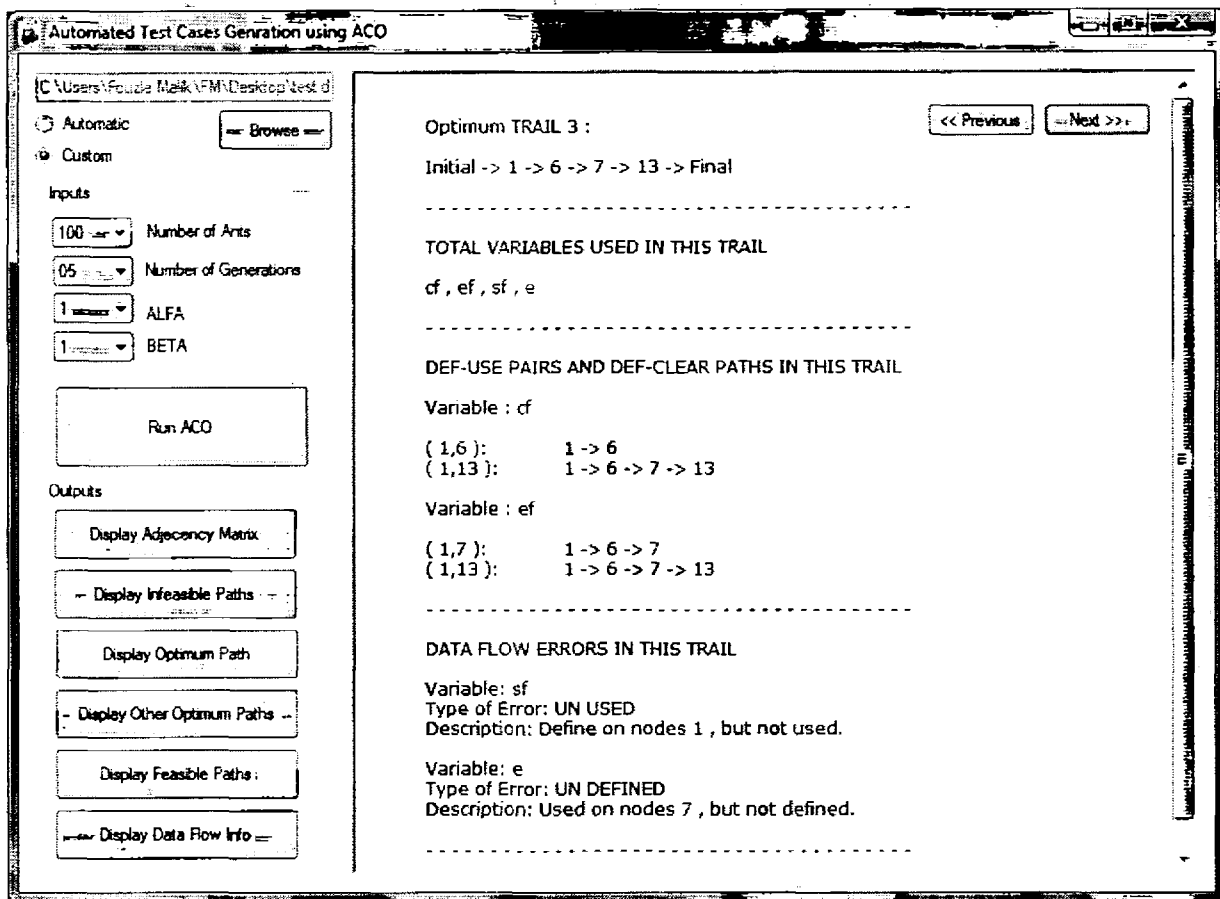 Automated Test Cases Genration using ACO
C:\Users\Fouzia Malik\FM\Desktop\test d
Automatic
Browse
Custom
Inputs
100 Number of Ants
05 Number of Generations
1 ALFA
1 BETA
Run ACO
Outputs
Display Adjecency Matrix
Display Infeasible Paths
Display Optimum Path
Display Other Optimum Paths
Display Feasible Paths
Display Data Flow Info
<< Previous
Next >>
Optimum TRAIL 3 :
Initial -> 1 -> 6 -> 7 -> 13 -> Final
- - - - - - - - - - - - - - - - - - - - - - - - - - - - - - - - - - - - - - - -
TOTAL VARIABLES USED IN THIS TRAIL
cf , ef , sf , e
- - - - - - - - - - - - - - - - - - - - - - - - - - - - - - - - - - - - - - - -
DEF-USE PAIRS AND DEF-CLEAR PATHS IN THIS TRAIL
Variable : cf
( 1,6 ): 1 -> 6
( 1,13 ): 1 -> 6 -> 7 -> 13
Variable : ef
( 1,7 ): 1 -> 6 -> 7
( 1,13 ): 1 -> 6 -> 7 -> 13
- - - - - - - - - - - - - - - - - - - - - - - - - - - - - - - - - - - - - - - -
DATA FLOW ERRORS IN THIS TRAIL
Variable: sf
Type of Error: UN USED
Description: Define on nodes 1 , but not used.
Variable: e
Type of Error: UN DEFINED
Description: Used on nodes 7 , but not defined.
- - - - - - - - - - - - - - - - - - - - - - - - - - - - - - - - - - - - - - - -